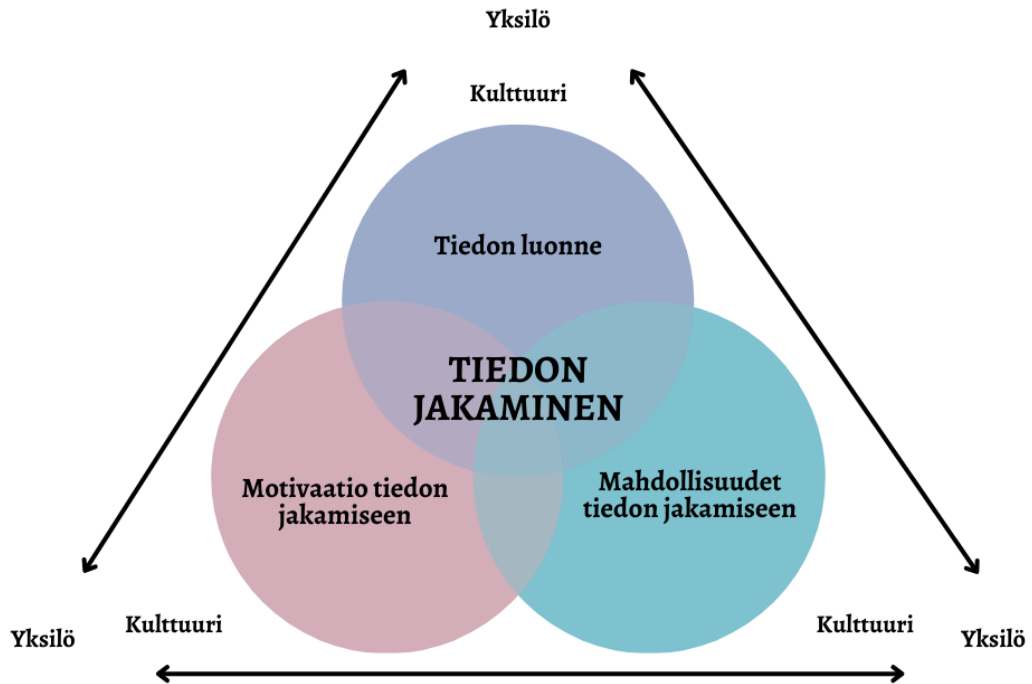 Yksilö
Kulttuuri
Tiedon luonne
TIEDON
JAKAMINEN
Motivaatio tiedon
jakamiseen
Mahdollisuudet
tiedon jakamiseen
Yksilö
Kulttuuri
Kulttuuri
Yksilö